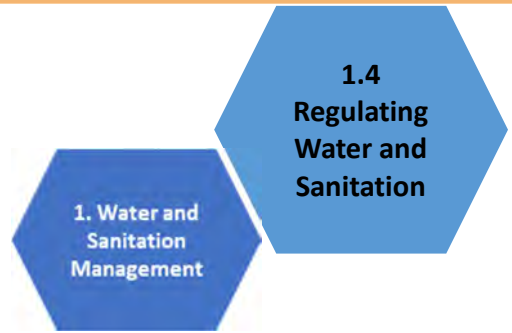 1.4
Regulating
Water and
Sanitation
1. Water and
Sanitation
Management